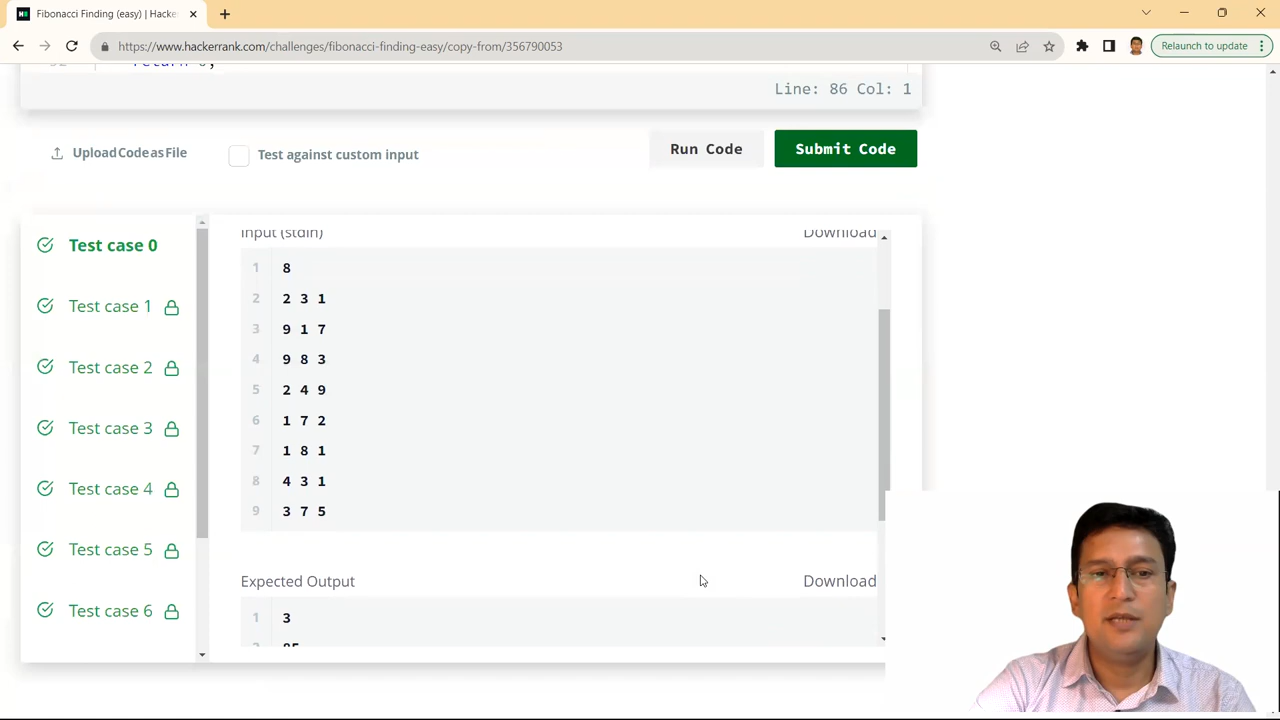 Fibonacci Finding (easy) | Hacke
https://www.hackerrank.com/challenges/fibonacci-finding-easy/copy-from/356790053
Relaunch to update
Line: 86 Col: 1
Upload Code as File
Test against custom input
Run Code
Submit Code
Test case 0
Test case 1
Test case 2
Test case 3
Test case 4
Test case 5
Test case 6
Input (stdin)
Download
1 8
2 2 3 1
3 9 1 7
4 9 8 3
5 2 4 9
6 1 7 2
7 1 8 1
8 4 3 1
9 3 7 5
Expected Output
Download
1 3